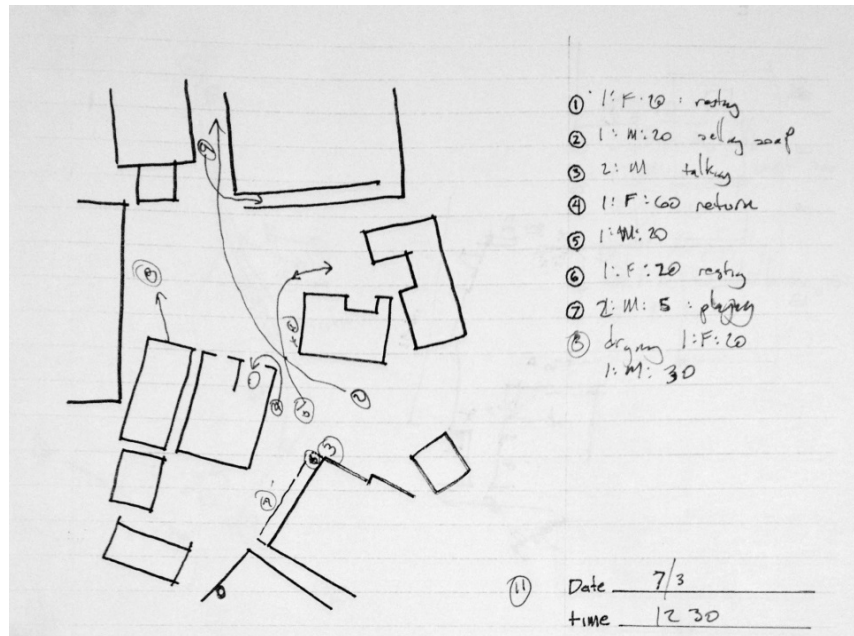 ① 1:F:20 : resting
② 1:M:20 selling soap
③ 2:M talking
④ 1:F:60 return
⑤ 1:M:20
⑥ 1:F:20 resting
⑦ 2:M:5 : playing
⑧ drying 1:F:20
1:M:30
⑪ Date 7/3
time 12 30